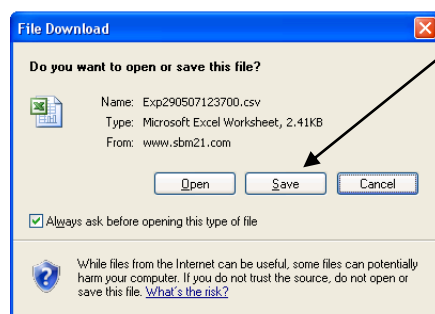 File Download
Do you want to open or save this file?
Name: Exp290507123700.csv
Type: Microsoft Excel Worksheet, 2.41KB
From: www.sbm21.com
Open Save Cancel
Always ask before opening this type of file
While files from the Internet can be useful, some files can potentially
harm your computer. If you do not trust the source, do not open or
save this file. What's the risk?